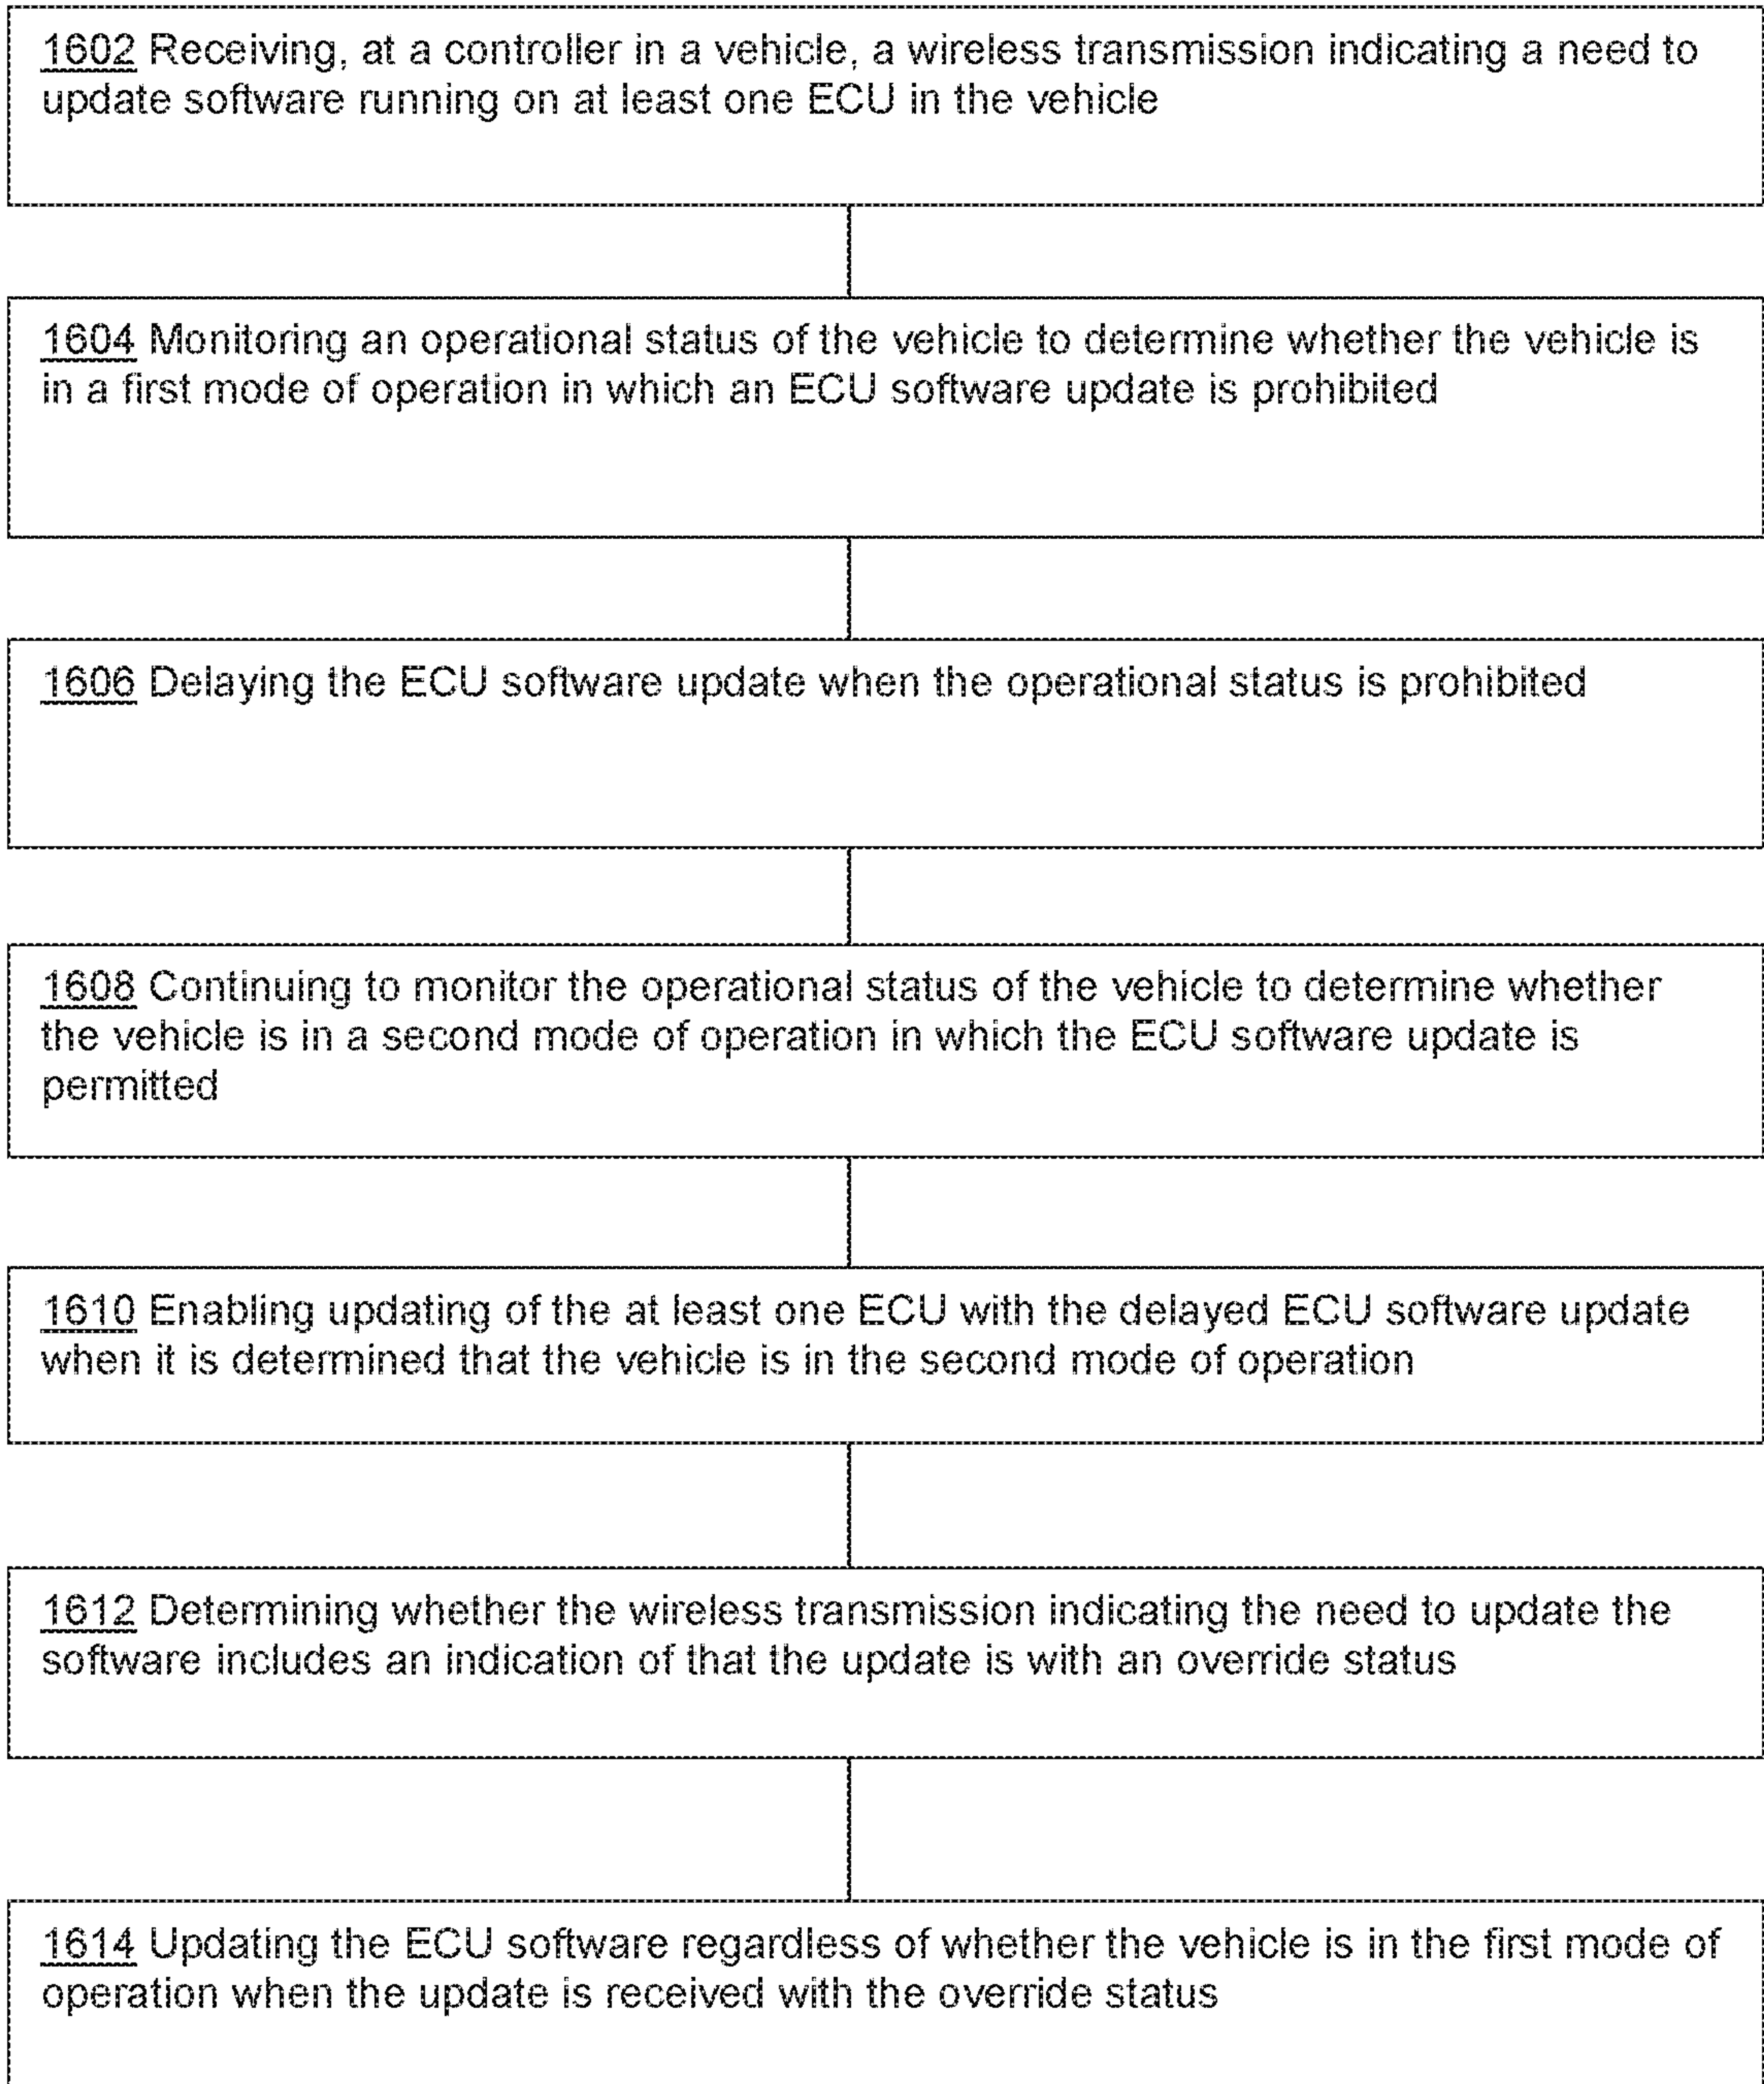 1602 Receiving, at a controller in a vehicle, a wireless transmission indicating a need to
update software running on at least one ECU in the vehicle
1604 Monitoring an operational status of the vehicle to determine whether the vehicle is
in a first mode of operation in which an ECU software update is prohibited
1606 Delaying the ECU software update when the operational status is prohibited
1608 Continuing to monitor the operational status of the vehicle to determine whether
the vehicle is in a second mode of operation in which the ECU software update is
permitted
1610 Enabling updating of the at least one ECU with the delayed ECU software update
when it is determined that the vehicle is in the second mode of operation
1612 Determining whether the wireless transmission indicating the need to update the
software includes an indication of that the update is with an override status
1614 Updating the ECU software regardless of whether the vehicle is in the first mode of
operation when the update is received with the override status